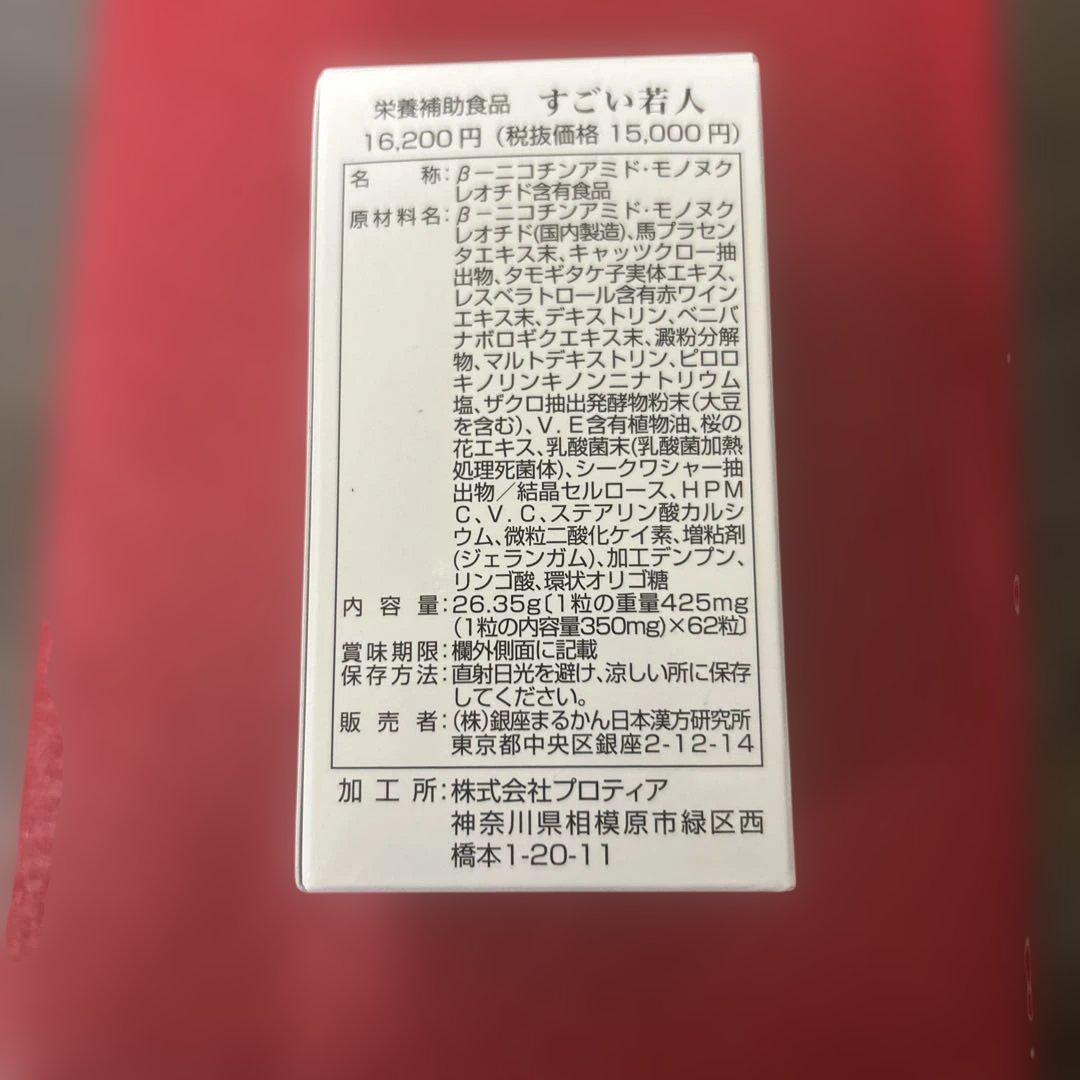 栄養補助食品 すごい若人
16,200円(税抜価格 15,000円)
名称:β-ニコチンアミド・モノヌク
レオチド含有食品
原材料名:β-ニコチンアミド・モノヌク
レオチド(国内製造)、馬プラセン
タエキス末、キャッツクロー抽
出物、タモギタケ子実体エキス、
レスベラトロール含有赤ワイン
エキス末、デキストリン、ベニバ
ナボロギクエキス末、澱粉分解
物、マルトデキストリン、ピロロ
キノリンキノンニナトリウム
塩、ザクロ抽出発酵物粉末(大豆
を含む)、V.E含有植物油、桜の
花エキス、乳酸菌末(乳酸菌加熱
処理死菌体)、シークワシャー抽
出物/結晶セルロース、HPM
C、V.C、ステアリン酸カルシ
ウム、微粒二酸化ケイ素、増粘剤
(ジェランガム)、加工デンプン、
リンゴ酸、環状オリゴ糖
内容量:26.35g〔1粒の重量425mg
(1粒の内容量350mg)×62粒〕
賞味期限:欄外側面に記載
保存方法:直射日光を避け、涼しい所に保存
してください。
販売者:(株)銀座まるかん日本漢方研究所
東京都中央区銀座2-12-14
加工所:株式会社プロティア
神奈川県相模原市緑区西
橋本1-20-11